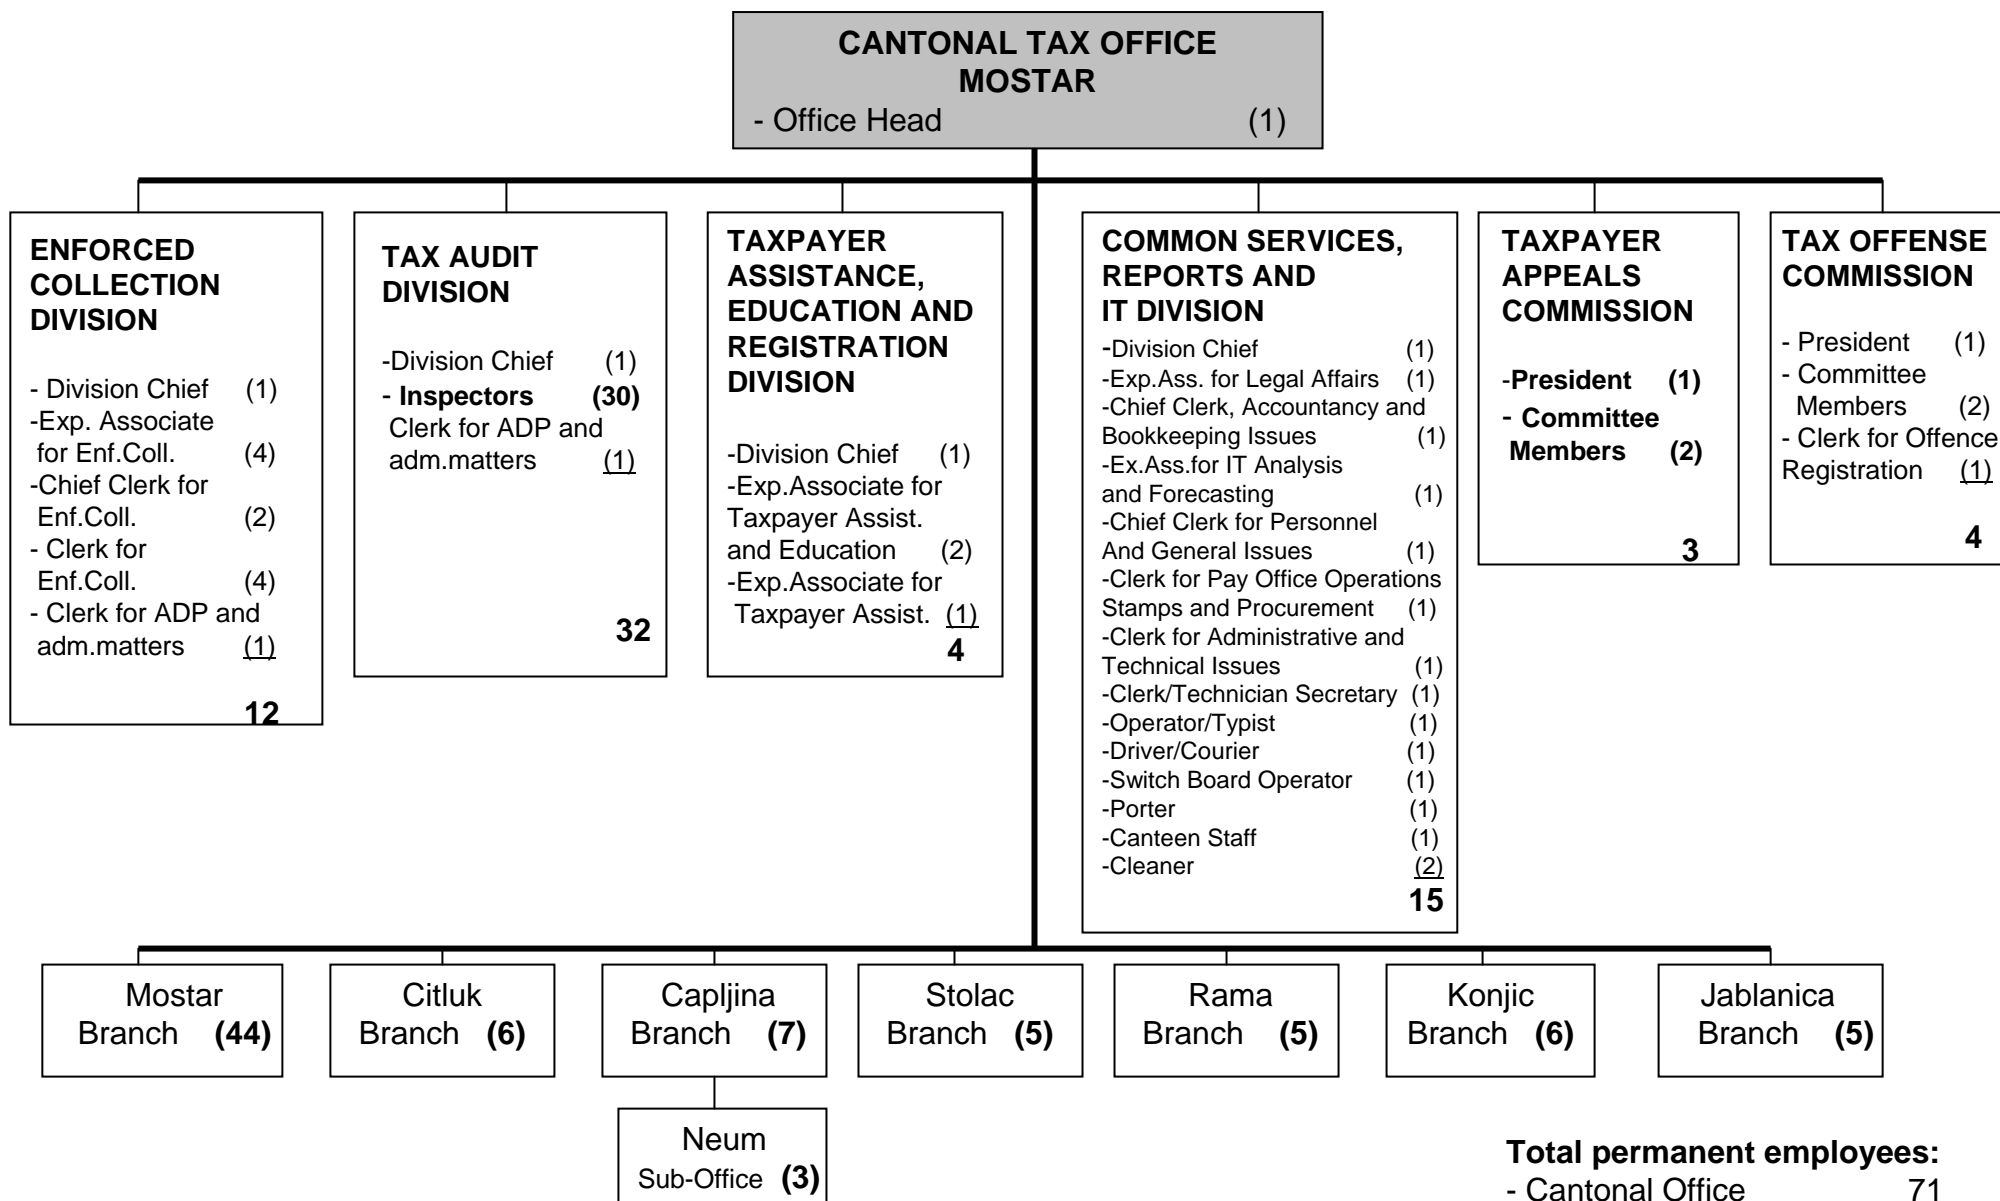 CANTONAL TAX OFFICE
MOSTAR
- Office Head (1)
ENFORCED
COLLECTION
DIVISION
- Division Chief (1)
-Exp. Associate
for Enf.Coll. (4)
-Chief Clerk for
Enf.Coll. (2)
- Clerk for
Enf.Coll. (4)
- Clerk for ADP and
adm.matters (1)
12
TAX AUDIT
DIVISION
-Division Chief (1)
- Inspectors (30)
Clerk for ADP and
adm.matters (1)
32
TAXPAYER
ASSISTANCE,
EDUCATION AND
REGISTRATION
DIVISION
-Division Chief (1)
-Exp.Associate for
Taxpayer Assist.
and Education (2)
-Exp.Associate for
Taxpayer Assist. (1)
4
COMMON SERVICES,
REPORTS AND
IT DIVISION
-Division Chief (1)
-Exp.Ass. for Legal Affairs (1)
-Chief Clerk, Accountancy and
Bookkeeping Issues (1)
-Ex.Ass.for IT Analysis
and Forecasting (1)
-Chief Clerk for Personnel
And General Issues (1)
-Clerk for Pay Office Operations
Stamps and Procurement (1)
-Clerk for Administrative and
Technical Issues (1)
-Clerk/Technician Secretary (1)
-Operator/Typist (1)
-Driver/Courier (1)
-Switch Board Operator (1)
-Porter (1)
-Canteen Staff (1)
-Cleaner (2)
15
TAXPAYER
APPEALS
COMMISSION
-President (1)
- Committee
Members (2)
3
TAX OFFENSE
COMMISSION
- President (1)
- Committee
Members (2)
- Clerk for Offence
Registration (1)
4
Mostar
Branch (44)
Citluk
Branch (6)
Capljina
Branch (7)
Stolac
Branch (5)
Rama
Branch (5)
Konjic
Branch (6)
Jablanica
Branch (5)
Neum
Sub-Office (3)
Total permanent employees:
- Cantonal Office 71